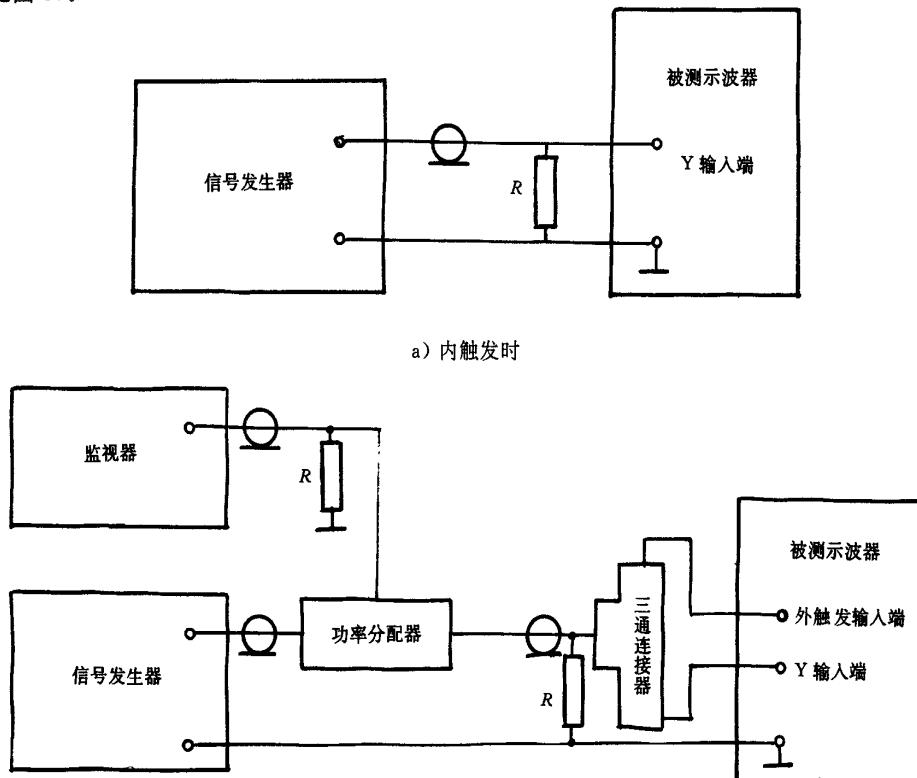 被测示波器
信号发生器
Y 输入端
R
a) 内触发时
监视器
R
被测示波器
功率分配器
三通连接器
外触发输入端
信号发生器
Y 输入端
R